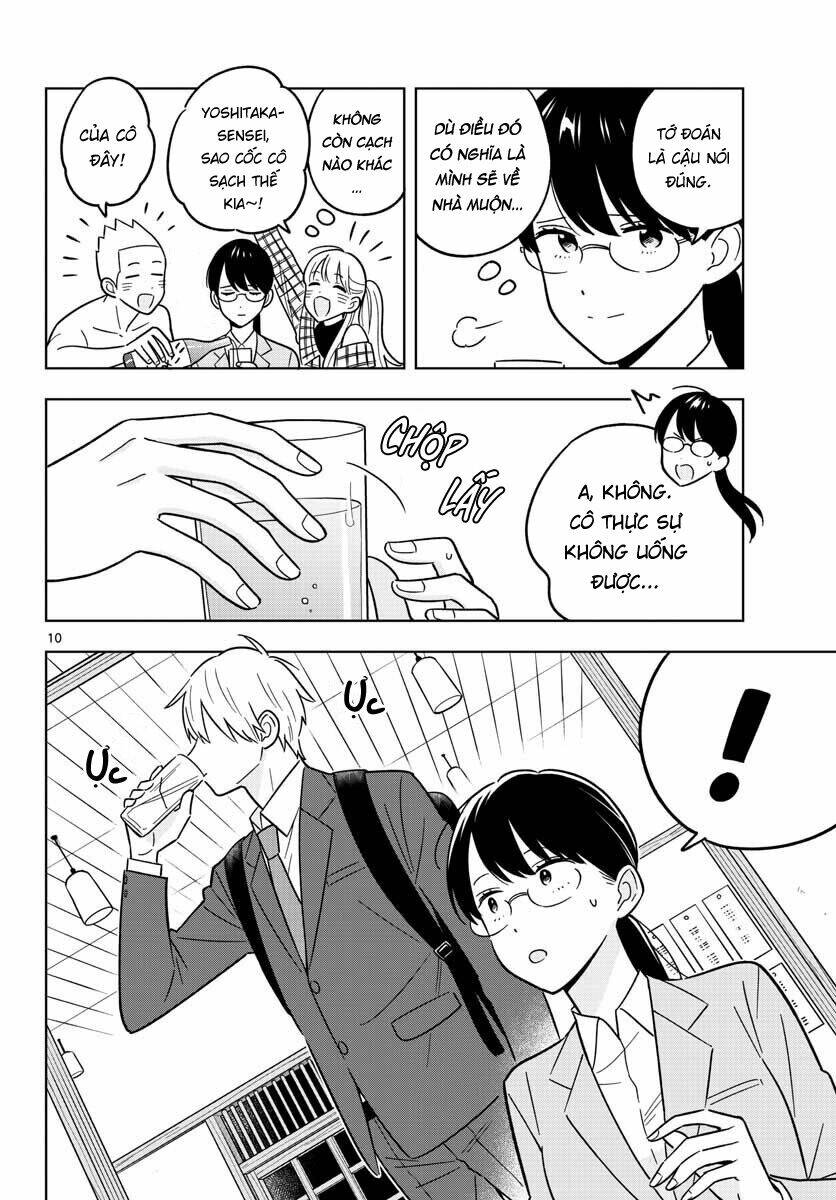 TỚ ĐOÁN
LÀ CẬU NÓI
ĐÚNG.
DÙ ĐIỀU ĐÓ
CÓ NGHĨA LÀ
MÌNH SẼ VỀ
NHÀ MUỘN...
KHÔNG
CÒN CẠCH
NÀO KHÁC
...
YOSHITAKA-
SENSEI,
SAO CỐC CÔ
SẠCH THẾ
KIA~!
CỦA CÔ
ĐÂY!
A, KHÔNG.
CÔ THỰC SỰ
KHÔNG UỐNG
ĐƯỢC...
CHỘP
LẤY
10
!
ỰC
ỰC